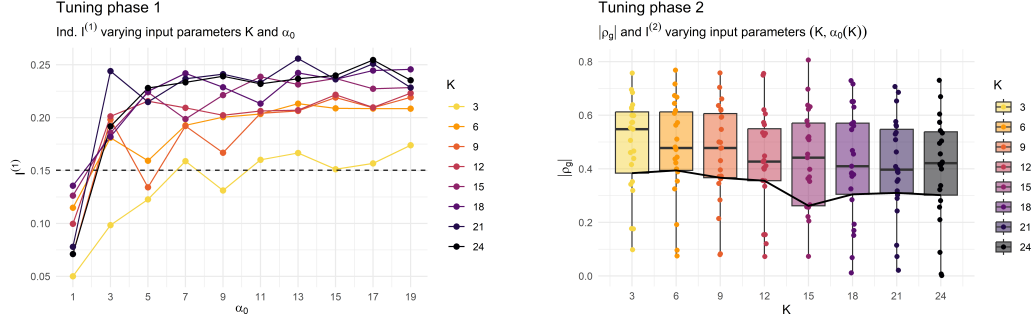 Tuning phase 1
Ind. I⁽¹⁾ varying input parameters K and α₀
I⁽¹⁾
0.25
0.20
0.15
0.10
0.05
1 3 5 7 9 11 13 15 17 19
α₀
K
3
6
9
12
15
18
21
24
Tuning phase 2
|ρg| and I⁽²⁾ varying input parameters (K, α₀(K))
|ρg|
0.8
0.6
0.4
0.2
0.0
3 6 9 12 15 18 21 24
K
K
3
6
9
12
15
18
21
24